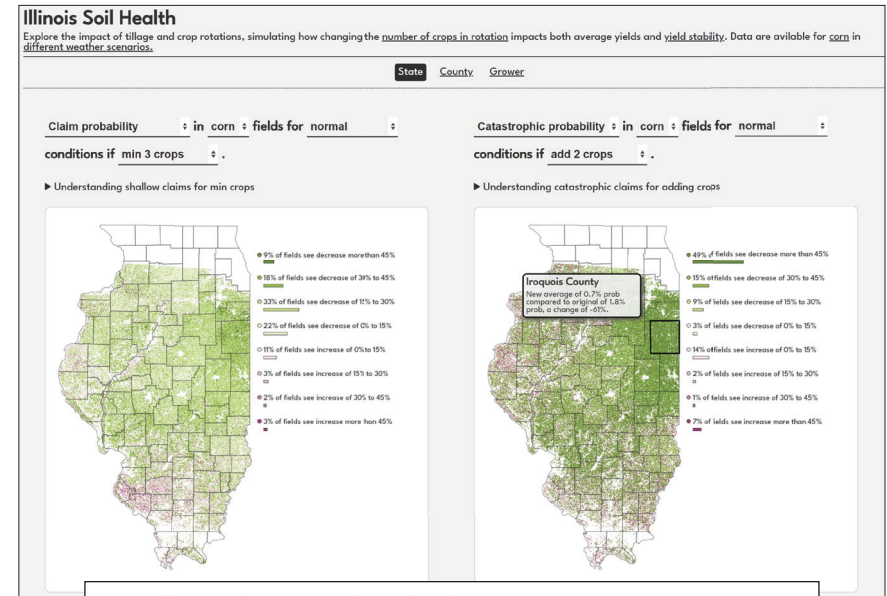 Illinois Soil Health
Explore the impact of tillage and crop rotations, simulating how changing the number of crops in rotation impacts both average yields and yield stability. Data are avilable for corn in
different weather scenarios.
State County Grower
Claim probability in corn fields for normal
conditions if min 3 crops .
▶ Understanding shallow claims for min crops
9% of fields see decrease more than 45%
18% of fields see decrease of 30% to 45%
33% of fields see decrease of 15% to 30%
22% of fields see decrease of 0% to 15%
11% of fields see increase of 0% to 15%
3% of fields see increase of 15% to 30%
2% of fields see increase of 30% to 45%
3% of fields see increase more than 45%
Catastrophic probability in corn fields for normal
conditions if add 2 crops .
▶ Understanding catastrophic claims for adding crops
49% of fields see decrease more than 45%
15% of fields see decrease of 30% to 45%
9% of fields see decrease of 15% to 30%
3% of fields see decrease of 0% to 15%
14% of fields see increase of 0% to 15%
2% of fields see increase of 15% to 30%
1% of fields see increase of 30% to 45%
7% of fields see increase more than 45%
Iroquois County
New average of 0.7% prob
compared to original of 1.8%
prob, a change of -61%.